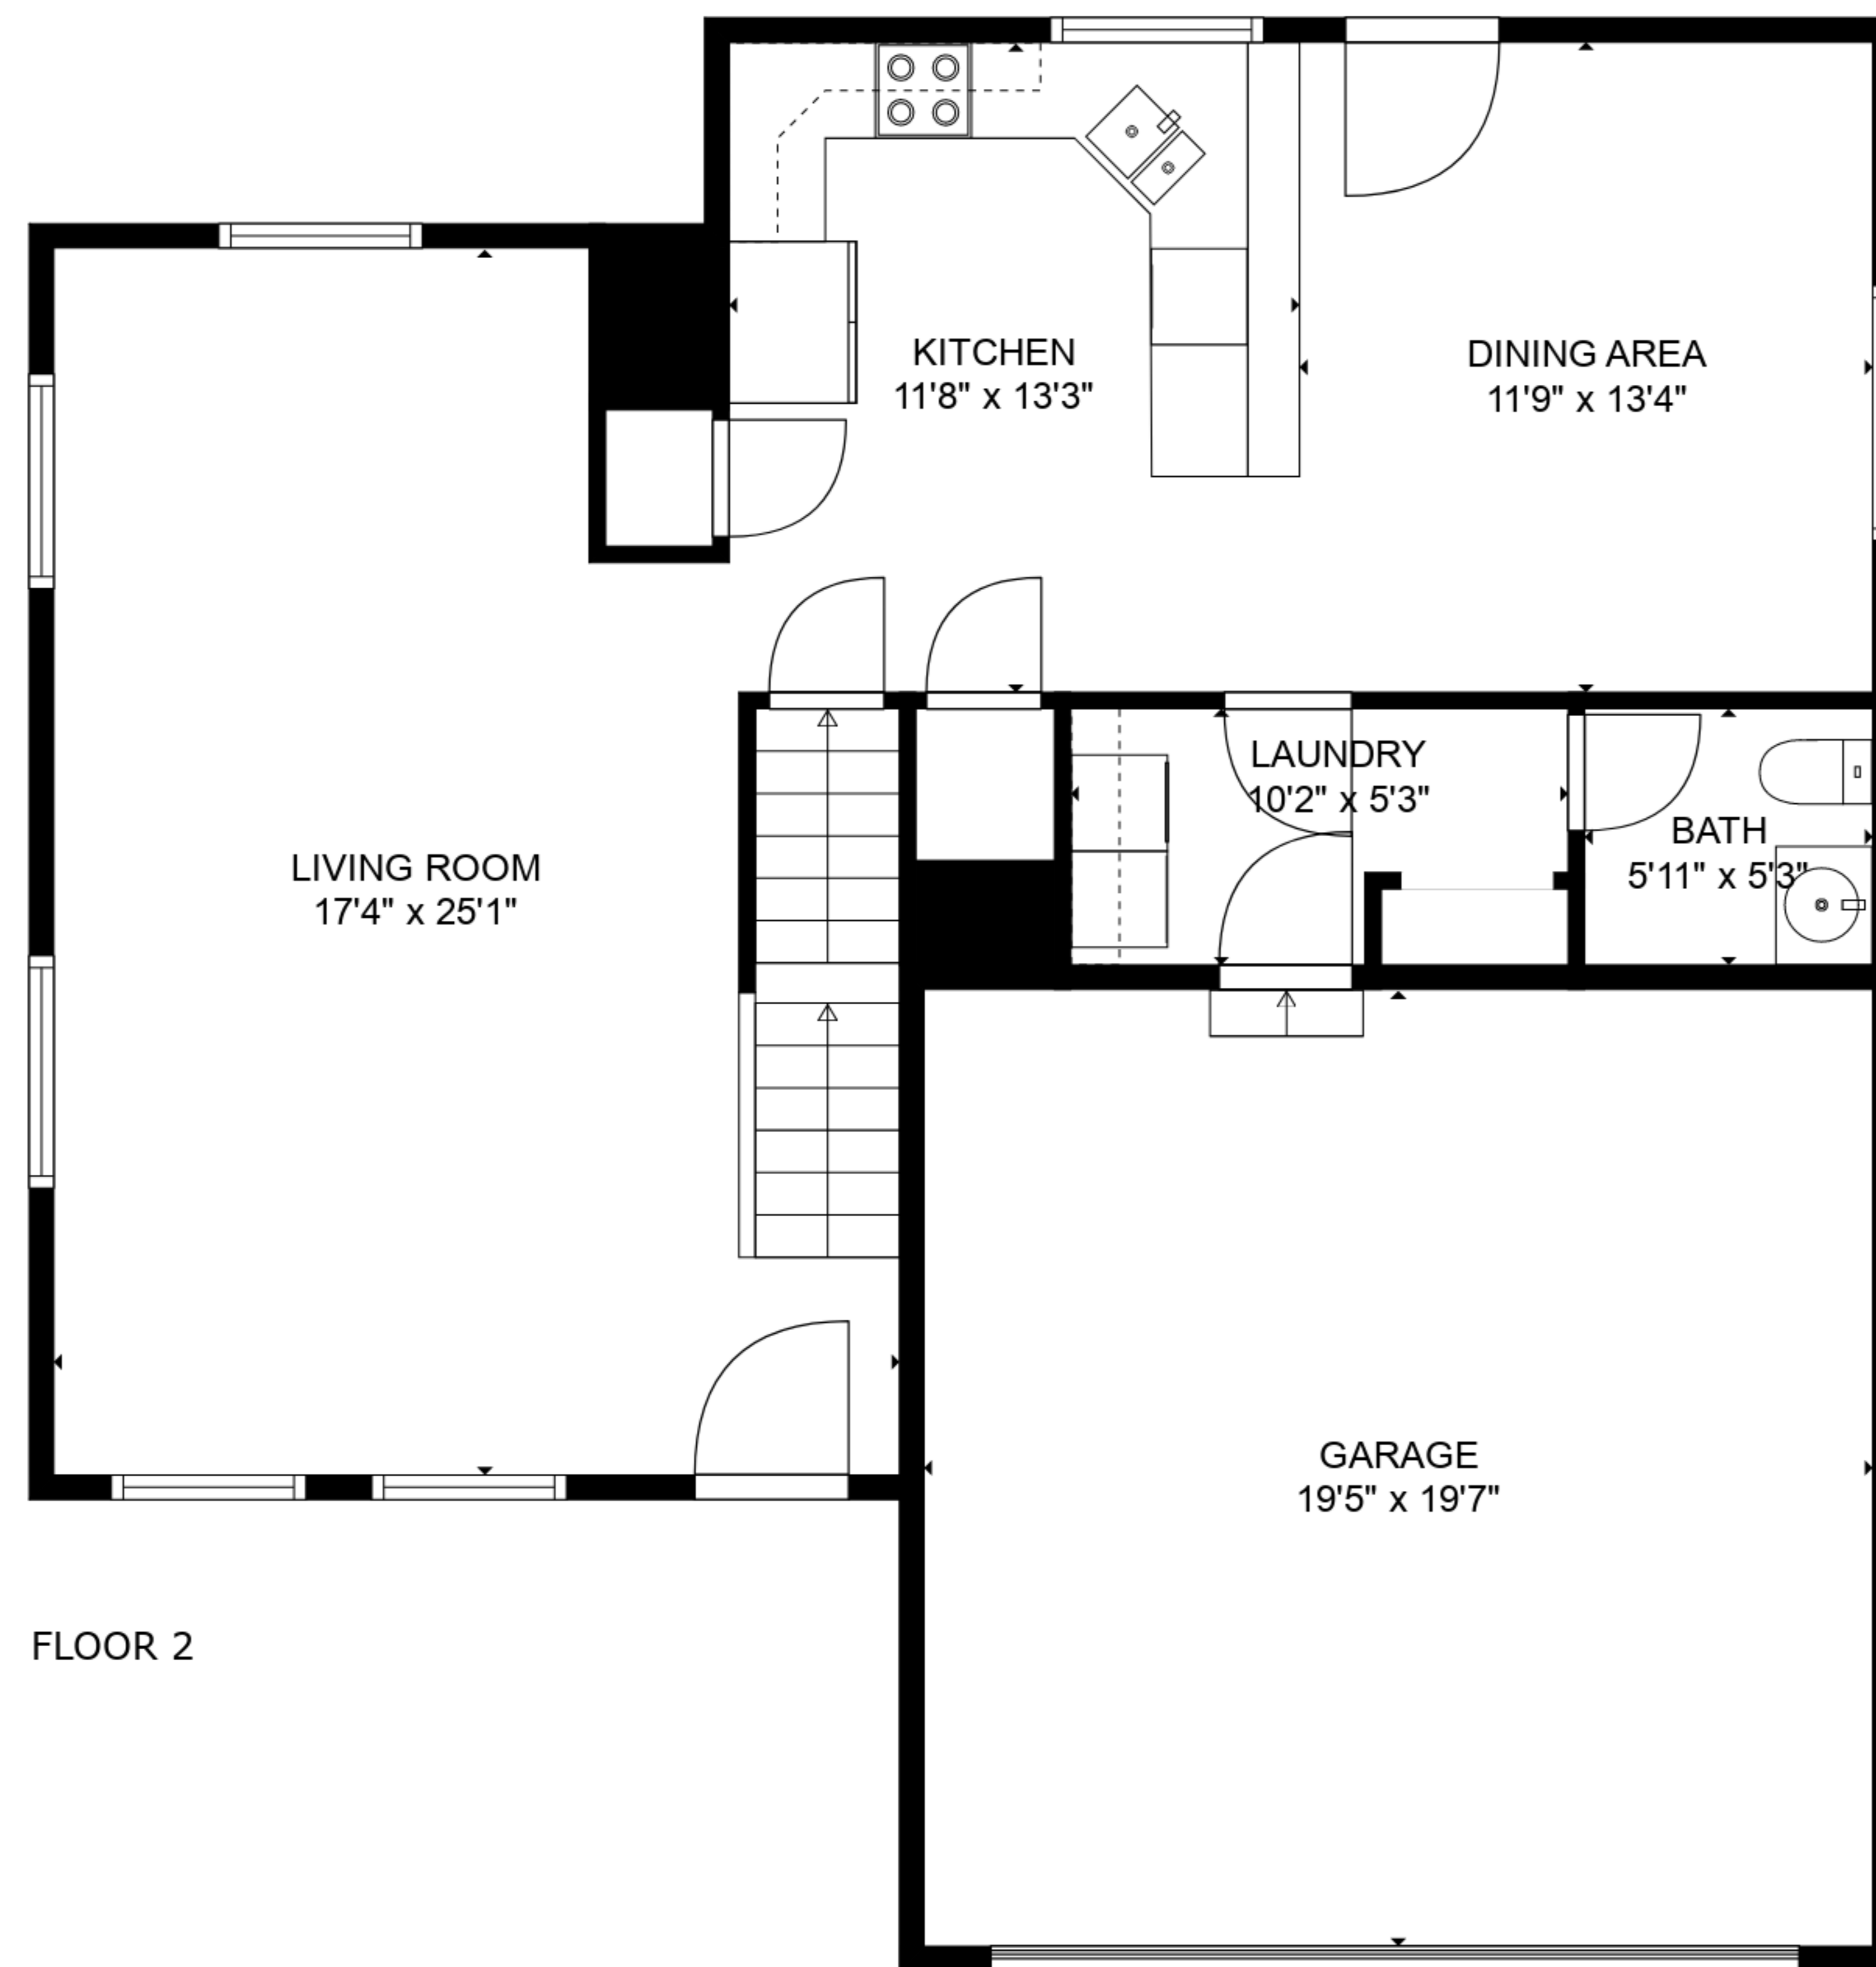 KITCHEN
11'8" x 13'3"
DINING AREA
11'9" x 13'4"
LAUNDRY
10'2" x 5'3"
BATH
5'11" x 5'3"
LIVING ROOM
17'4" x 25'1"
GARAGE
19'5" x 19'7"
FLOOR 2